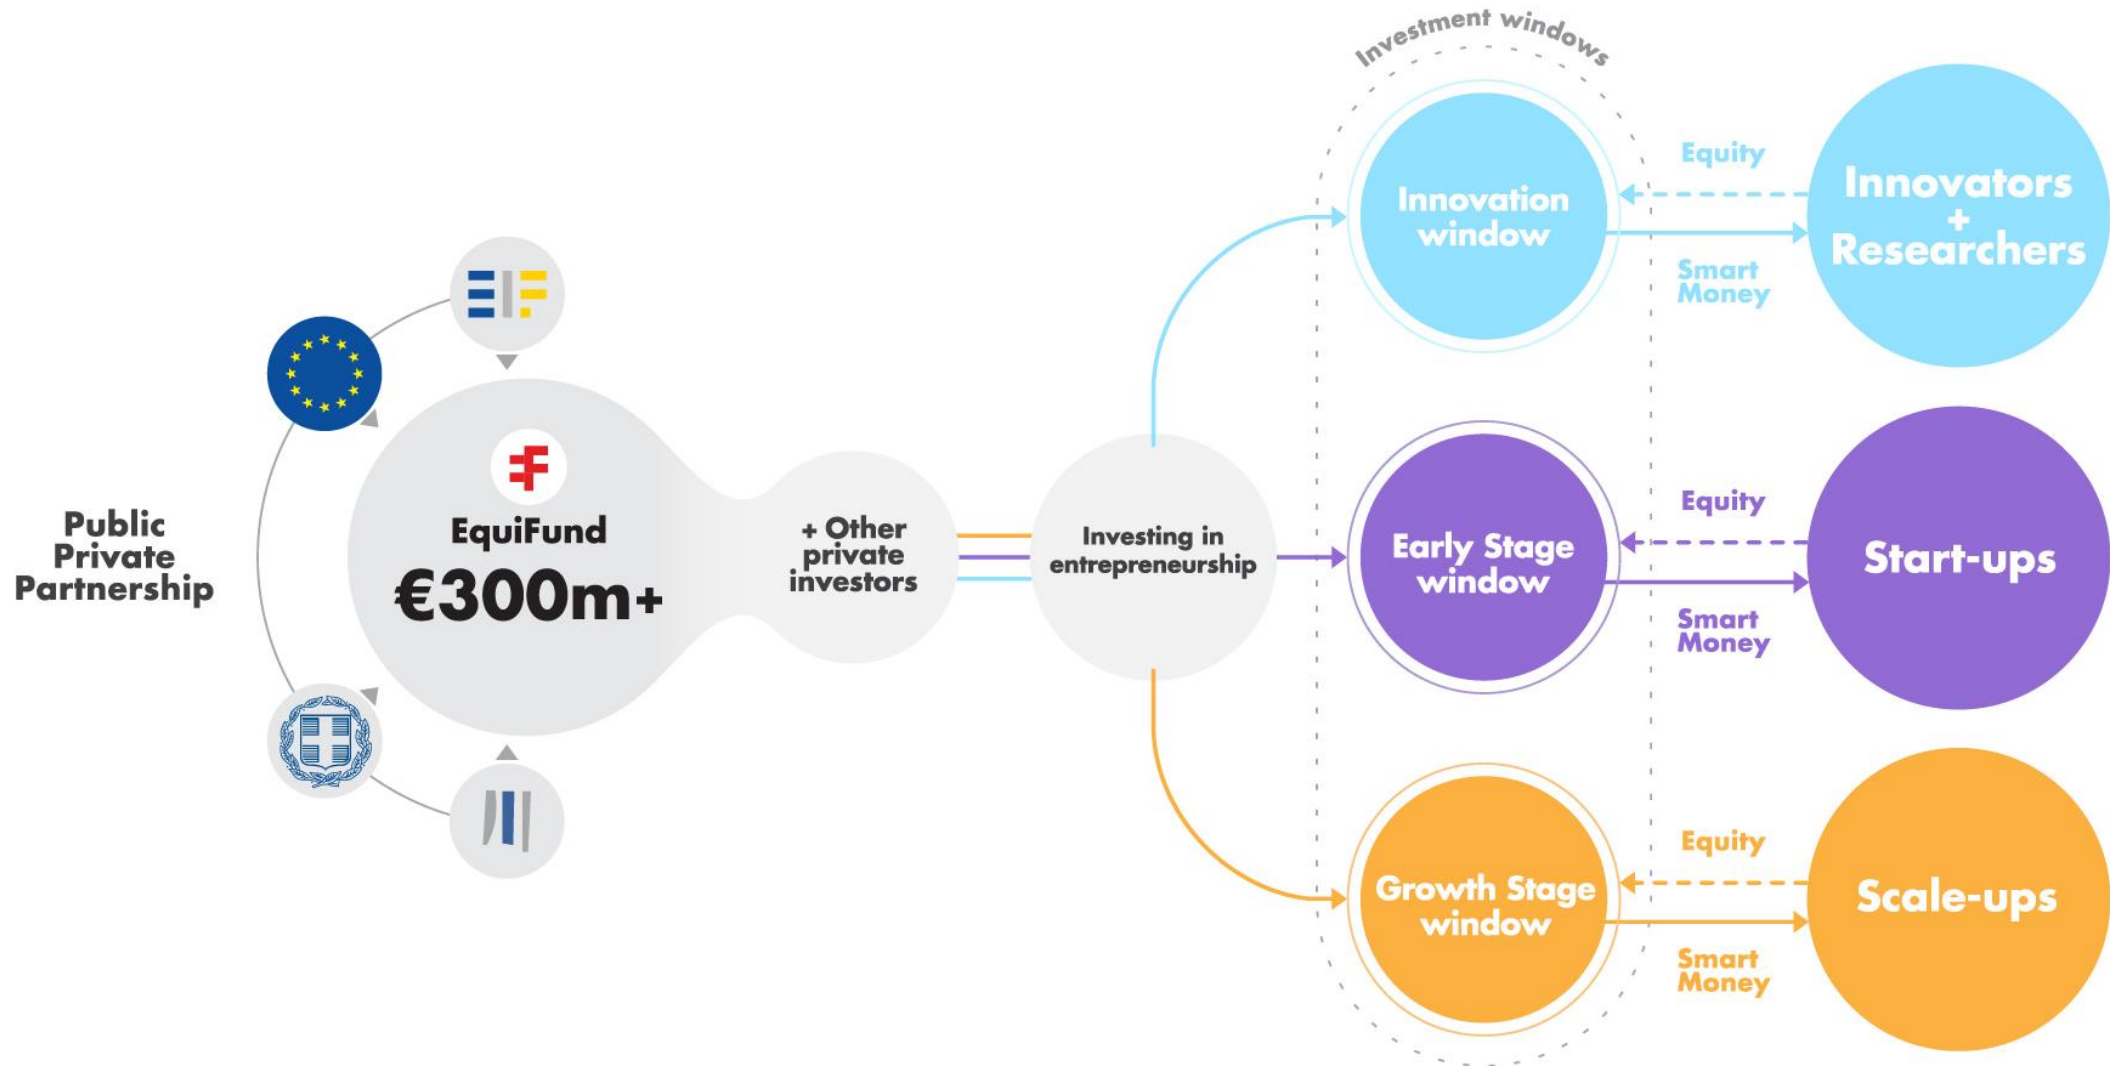 Public
Private
Partnership
EIF
EquiFund
€300m+
+ Other
private
investors
Investing in
entrepreneurship
Investment windows
Innovation
window
Equity
Smart
Money
Innovators
+
Researchers
Early Stage
window
Equity
Smart
Money
Start-ups
Growth Stage
window
Equity
Smart
Money
Scale-ups